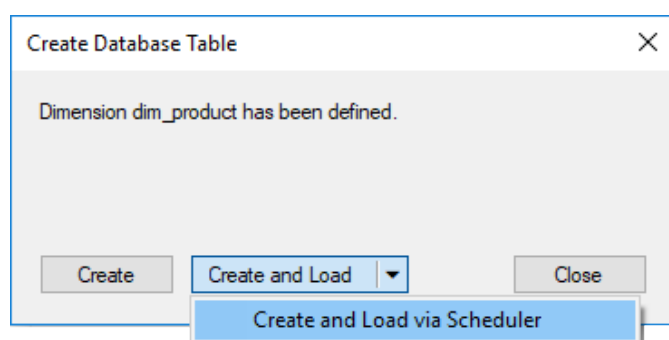 Create Database Table
Dimension dim_product has been defined.
Create
Create and Load
Close
Create and Load via Scheduler